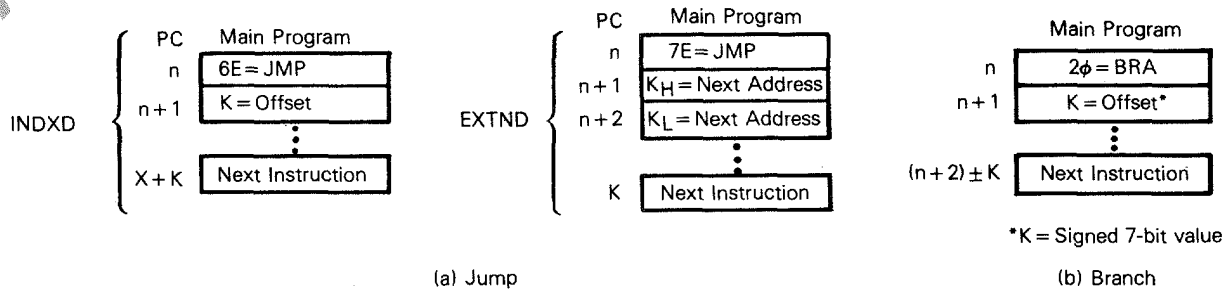 INDXD
PC Main Program
n 6E = JMP
n + 1 K = Offset
X + K Next Instruction
EXTND
PC Main Program
n 7E = JMP
n + 1 KH = Next Address
n + 2 KL = Next Address
K Next Instruction
(a) Jump
Main Program
n 2ϕ = BRA
n + 1 K = Offset*
(n + 2) ± K Next Instruction
*K = Signed 7-bit value
(b) Branch